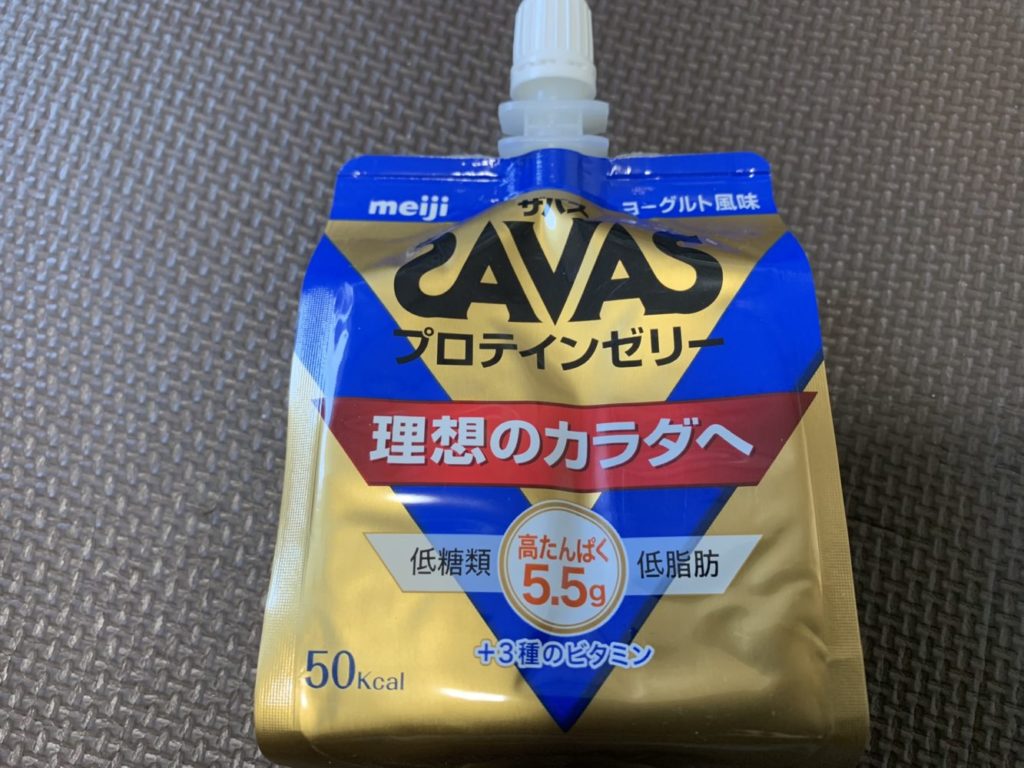 meiji
ザバス
ヨーグルト風味
SAVAS
プロテインゼリー
理想のカラダへ
低糖類
高たんぱく
5.5g
低脂肪
+3種のビタミン
50Kcal